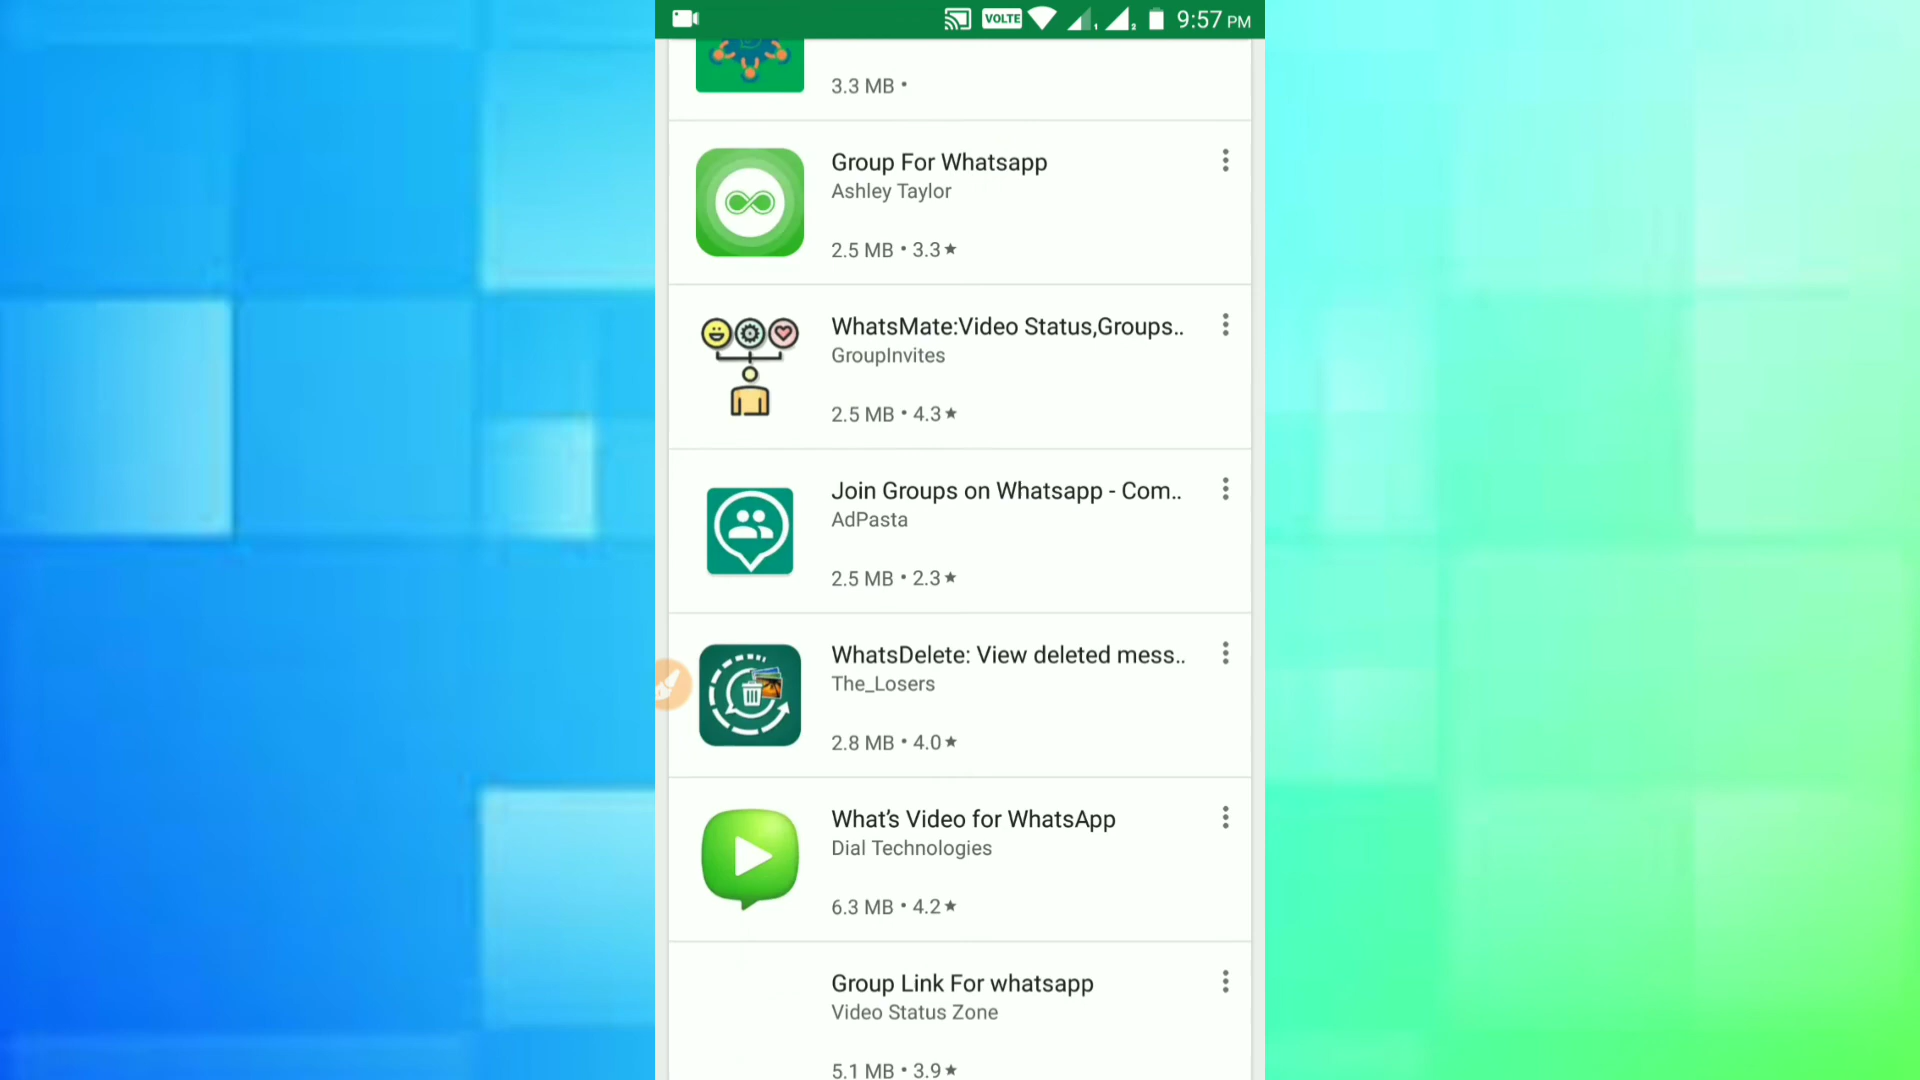 VOLTE 1 2 9:57 PM
3.3 MB •
Group For Whatsapp
Ashley Taylor
2.5 MB • 3.3★
WhatsMate:Video Status,Groups..
GroupInvites
2.5 MB • 4.3★
Join Groups on Whatsapp - Com..
AdPasta
2.5 MB • 2.3★
WhatsDelete: View deleted mess..
The_Losers
2.8 MB • 4.0★
What's Video for WhatsApp
Dial Technologies
6.3 MB • 4.2★
Group Link For whatsapp
Video Status Zone
5.1 MB • 3.9★